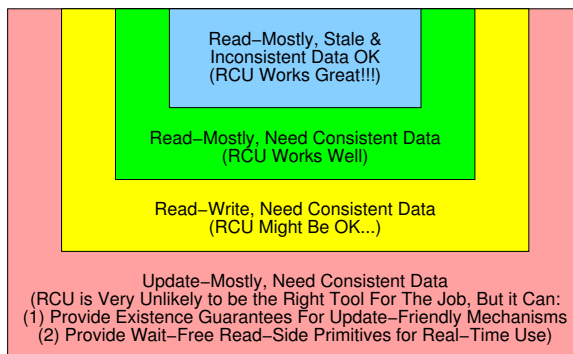 Read−Mostly, Stale &
Inconsistent Data OK
(RCU Works Great!!!)
Read−Mostly, Need Consistent Data
(RCU Works Well)
Read−Write, Need Consistent Data
(RCU Might Be OK...)
Update−Mostly, Need Consistent Data
(RCU is Very Unlikely to be the Right Tool For The Job, But it Can:
(1) Provide Existence Guarantees For Update−Friendly Mechanisms
(2) Provide Wait−Free Read−Side Primitives for Real−Time Use)